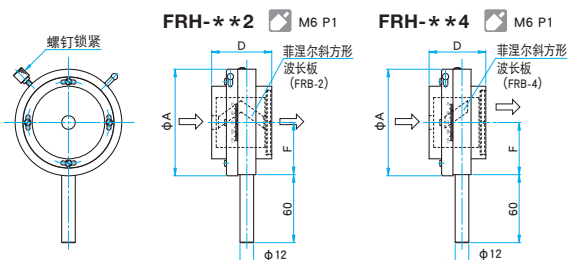 FRH-**2 M6 P1
FRH-**4 M6 P1
螺钉锁紧
D
菲涅尔斜方形
波长板
(FRB-2)
φA
F
60
φ12
D
菲涅尔斜方形
波长板
(FRB-4)
φA
F
60
φ12